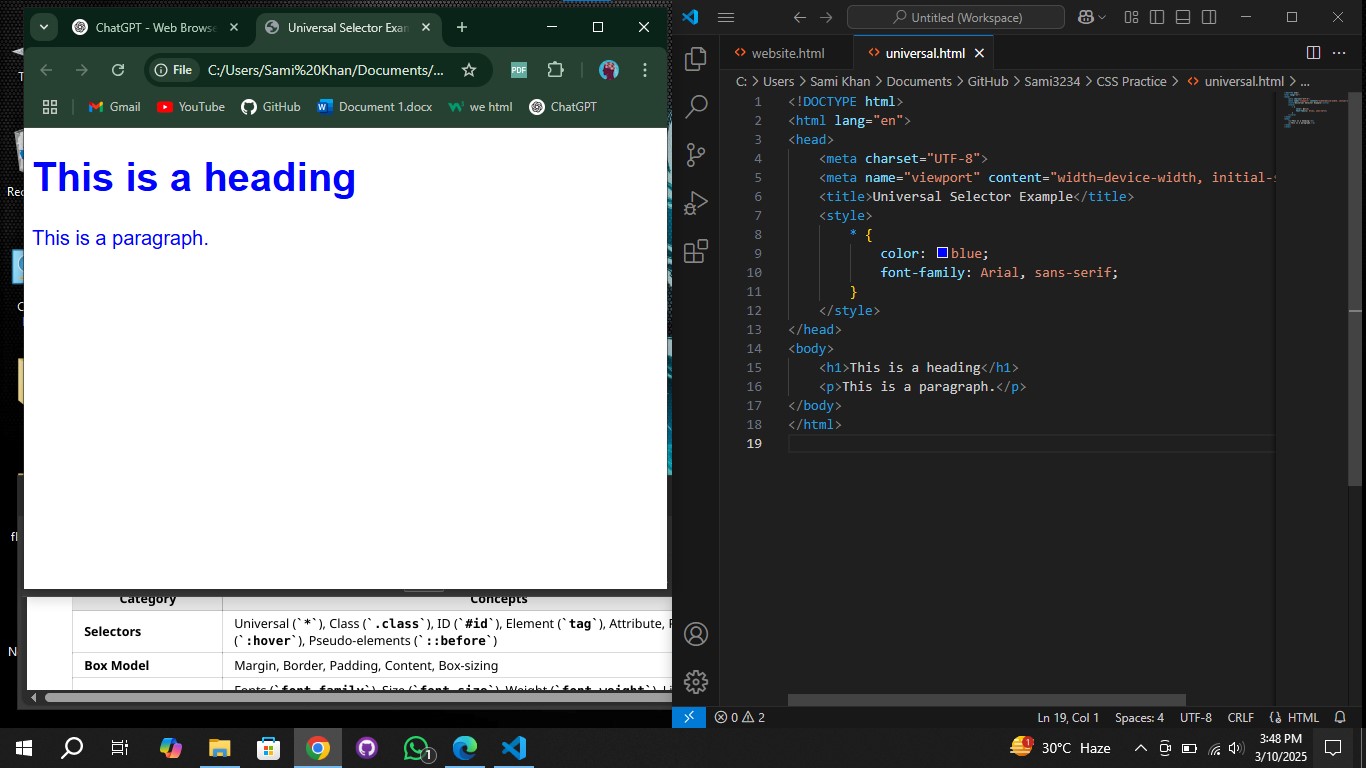 ChatGPT - Web Browse
Universal Selector Exan
File
C:/Users/Sami%20Khan/Documents/...
PDF
Gmail
YouTube
GitHub
Document 1.docx
we html
ChatGPT
This is a heading
This is a paragraph.
Category
Concepts
Selectors
Universal (`*`), Class (`.class`), ID (`#id`), Element (`tag`), Attribute,
(`:hover`), Pseudo-elements (`::before`)
Box Model
Margin, Border, Padding, Content, Box-sizing
Fonts (`font-family`), Size (`font-size`), Weight (`font-weight`),
Untitled (Workspace)
website.html
universal.html
C: > Users > Sami Khan > Documents > GitHub > Sami3234 > CSS Practice > universal.html > ...
1 <!DOCTYPE html>
2 <html lang="en">
3 <head>
4 <meta charset="UTF-8">
5 <meta name="viewport" content="width=device-width, initial-s
6 <title>Universal Selector Example</title>
7 <style>
8 * {
9 color: blue;
10 font-family: Arial, sans-serif;
11 }
12 </style>
13 </head>
14 <body>
15 <h1>This is a heading</h1>
16 <p>This is a paragraph.</p>
17 </body>
18 </html>
19
0 2
Ln 19, Col 1
Spaces: 4
UTF-8
CRLF
HTML
1
1
30°C Haze
3:48 PM
3/10/2025